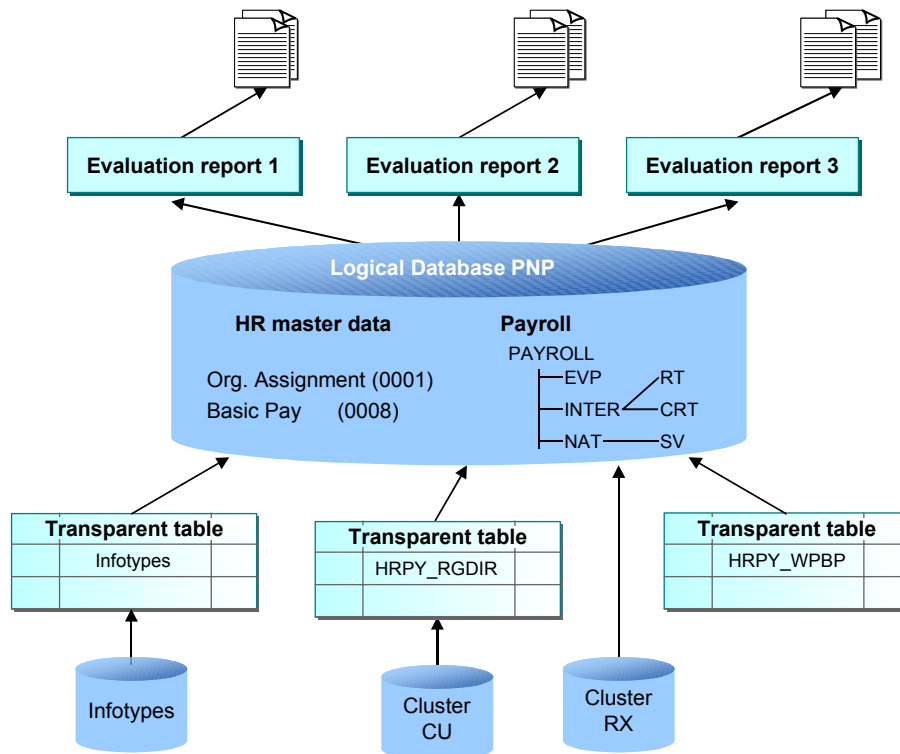 Evaluation report 1
Evaluation report 2
Evaluation report 3
Logical Database PNP
HR master data
Payroll
PAYROLL
Org. Assignment (0001)
Basic Pay (0008)
EVP
RT
INTER
CRT
NAT
SV
Transparent table
Infotypes
Transparent table
HRPY_RGDIR
Transparent table
HRPY_WPBP
Infotypes
Cluster
CU
Cluster
RX